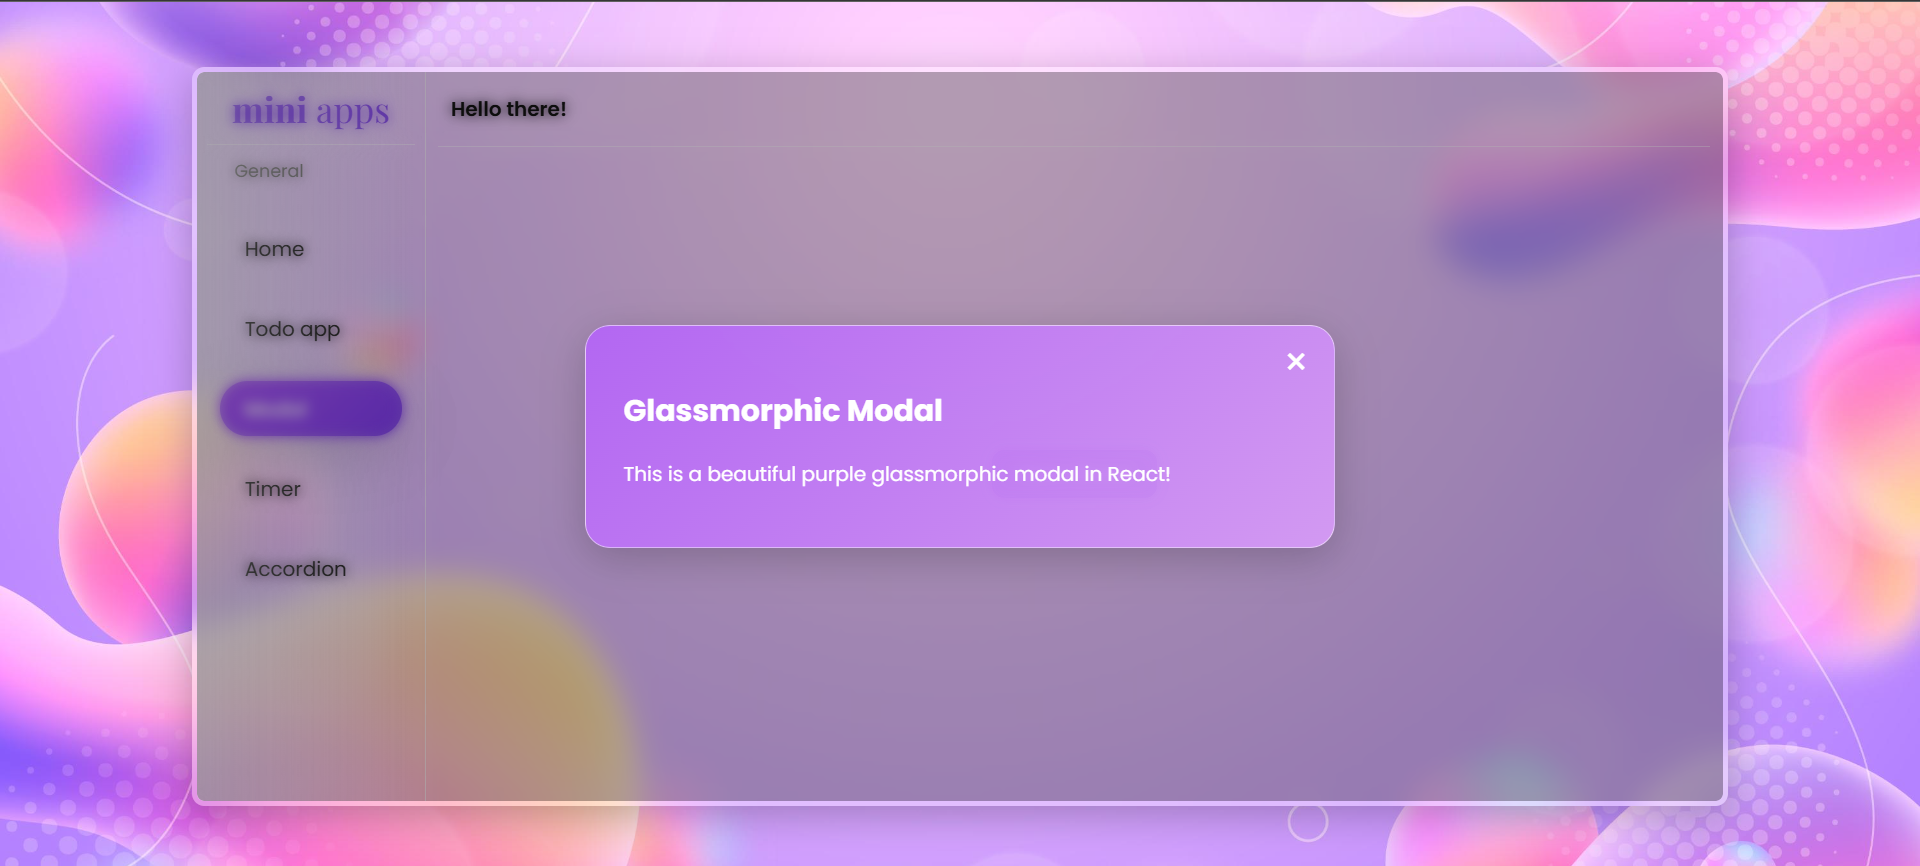 mini apps
Hello there!
General
Home
Todo app
Timer
Accordion
Glassmorphic Modal
This is a beautiful purple glassmorphic modal in React!